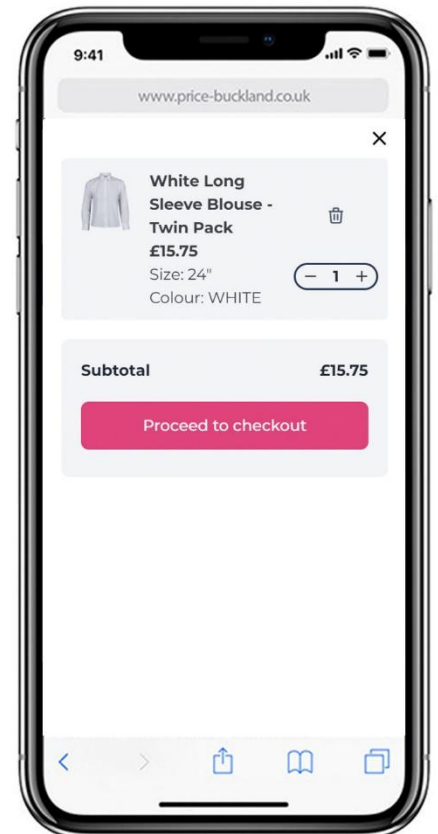 9:41
www.price-buckland.co.uk
White Long
Sleeve Blouse -
Twin Pack
£15.75
Size: 24"
Colour: WHITE
− 1 +
Subtotal £15.75
Proceed to checkout